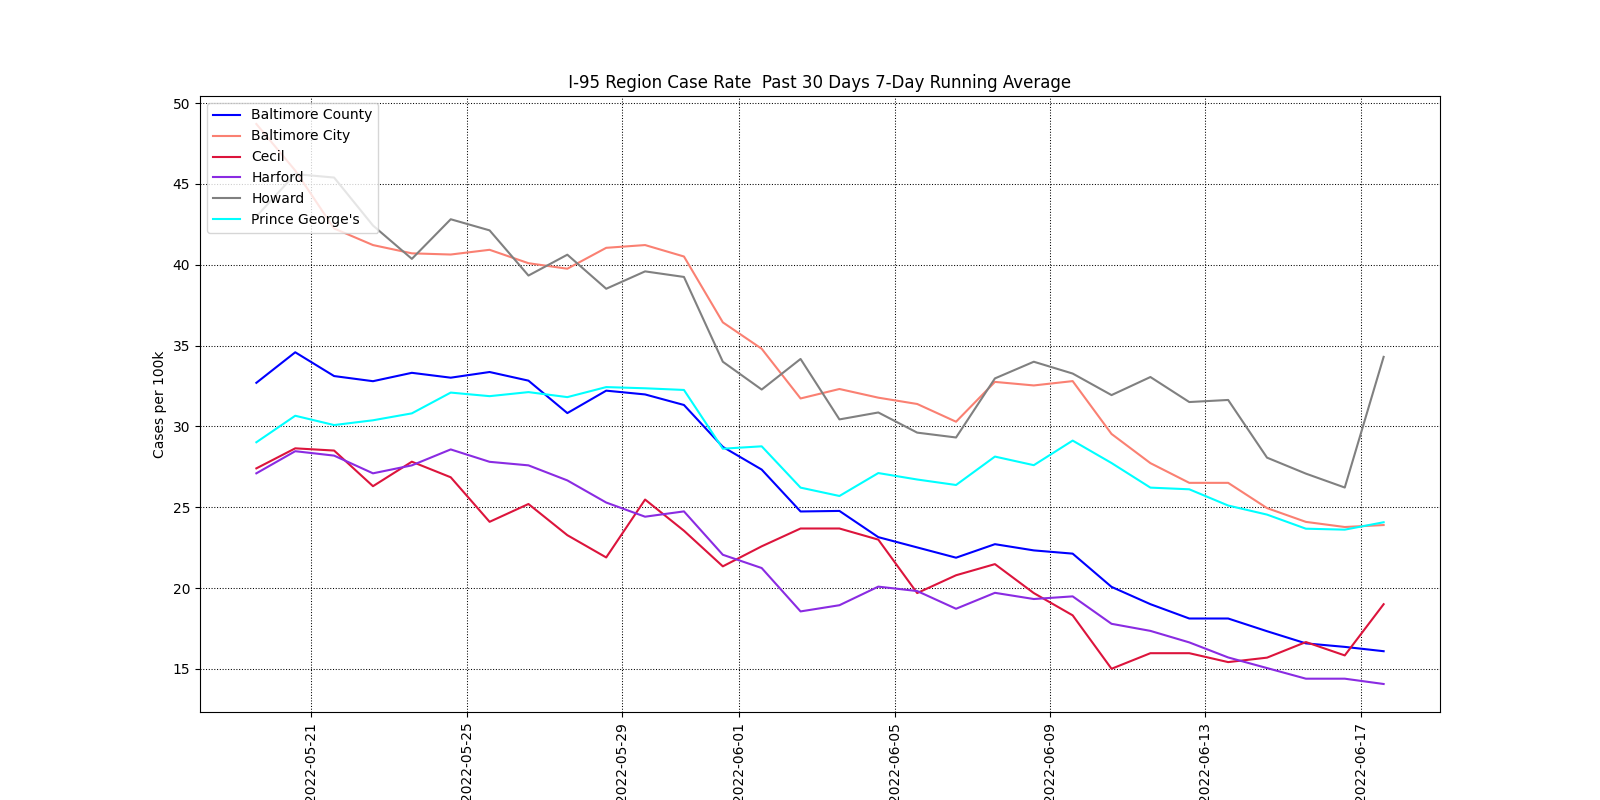 I-95 Region Case Rate  Past 30 Days 7-Day Running Average
50
45
40
35
30
25
20
15
Cases per 100k
Baltimore County
Baltimore City
Cecil
Harford
Howard
Prince George's
2022-05-21
2022-05-25
2022-05-29
2022-06-01
2022-06-05
2022-06-09
2022-06-13
2022-06-17